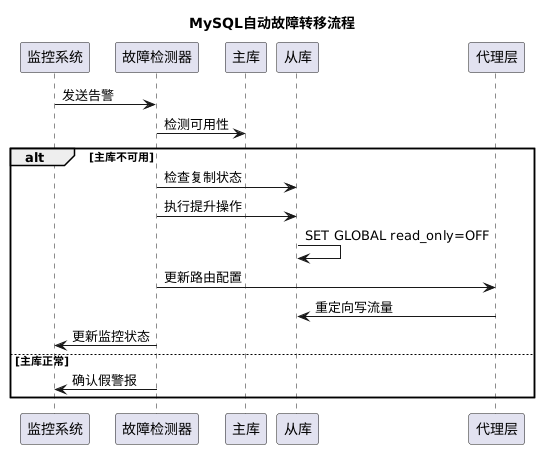 MySQL自动故障转移流程
监控系统 故障检测器 主库 从库 代理层
发送告警
检测可用性
alt [主库不可用]
检查复制状态
执行提升操作
SET GLOBAL read_only=OFF
更新路由配置
重定向写流量
更新监控状态
[主库正常]
确认假警报
监控系统 故障检测器 主库 从库 代理层